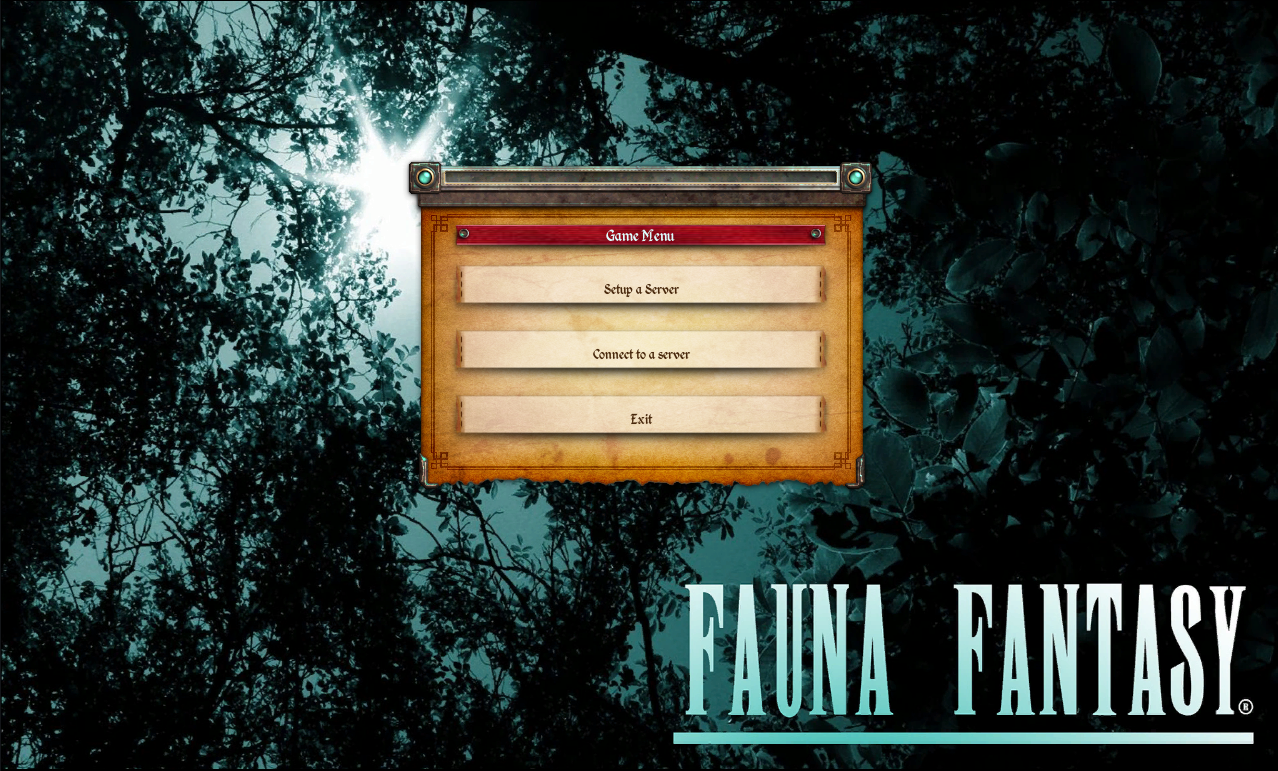 Game Menu
Setup a Server
Connect to a server
Exit
FAUNA FANTASY®